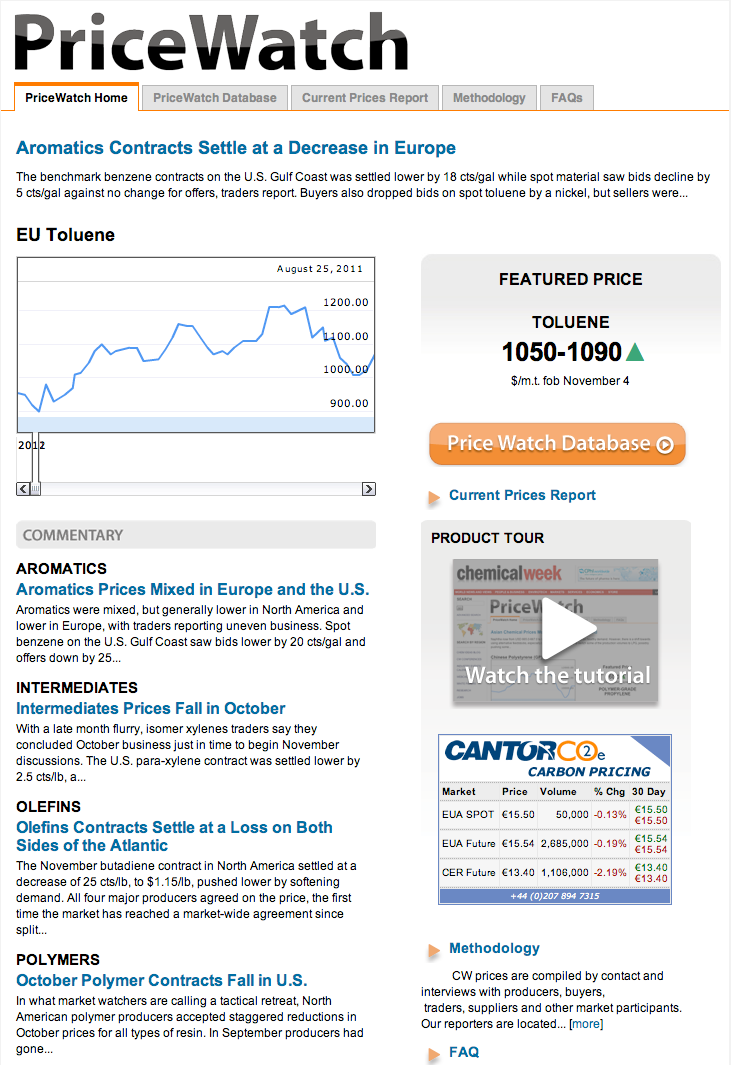 PriceWatch
PriceWatch Home
PriceWatch Database
Current Prices Report
Methodology
FAQs
Aromatics Contracts Settle at a Decrease in Europe
The benchmark benzene contracts on the U.S. Gulf Coast was settled lower by 18 cts/gal while spot material saw bids decline by
5 cts/gal against no change for offers, traders report. Buyers also dropped bids on spot toluene by a nickel, but sellers were...
EU Toluene
August 25, 2011
1200.00
1100.00
1000.00
900.00
COMMENTARY
AROMATICS
Aromatics Prices Mixed in Europe and the U.S.
Aromatics were mixed, but generally lower in North America and
lower in Europe, with traders reporting uneven business. Spot
benzene on the U.S. Gulf Coast saw bids lower by 20 cts/gal and
offers down by 25...
INTERMEDIATES
Intermediates Prices Fall in October
With a late month flurry, isomer xylenes traders say they
concluded October business just in time to begin November
discussions. The U.S. para-xylene contract was settled lower by
2.5 cts/lb, a...
OLEFINS
Olefins Contracts Settle at a Loss on Both
Sides of the Atlantic
The November butadiene contract in North America settled at a
decrease of 25 cts/lb, to $1.15/lb, pushed lower by softening
demand. All four major producers agreed on the price, the first
time the market has reached a market-wide agreement since
split...
POLYMERS
October Polymer Contracts Fall in U.S.
In what market watchers are calling a tactical retreat, North
American polymer producers accepted staggered reductions in
October prices for all types of resin. In September producers had
gone...
FEATURED PRICE
TOLUENE
1050-1090
$/m.t. fob November 4
Price Watch Database
Current Prices Report
PRODUCT TOUR
chemicalweek
PriceWatch
Watch the tutorial
CANTORCO2e
CARBON PRICING
Market Price Volume % Chg 30 Day
EUA SPOT €15.50 50,000 -0.13% €15.50
€15.50
EUA Future €15.54 2,685,000 -0.19% €15.54
€15.54
CER Future €13.40 1,106,000 -2.19% €13.40
€13.40
+44 (0)207 894 7315
Methodology
CW prices are compiled by contact and
interviews with producers, buyers,
traders, suppliers and other market participants.
Our reporters are located... [more]
FAQ